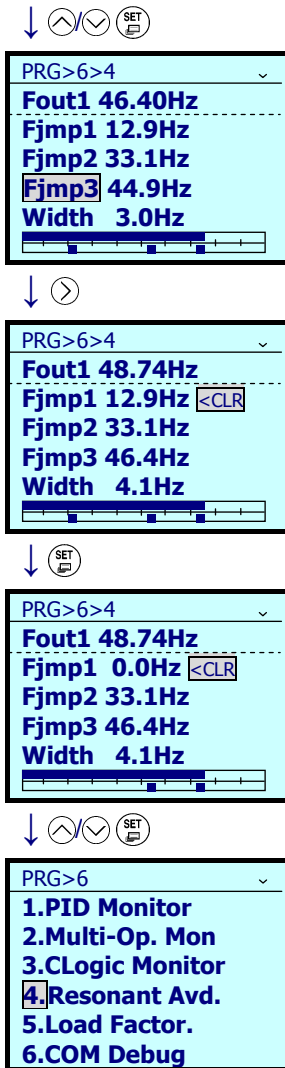 ↓ / SET
PRG>6>4
Fout1 46.40Hz
Fjmp1 12.9Hz
Fjmp2 33.1Hz
Fjmp3 44.9Hz
Width 3.0Hz
↓
PRG>6>4
Fout1 48.74Hz
Fjmp1 12.9Hz <CLR
Fjmp2 33.1Hz
Fjmp3 46.4Hz
Width 4.1Hz
↓ SET
PRG>6>4
Fout1 48.74Hz
Fjmp1 0.0Hz <CLR
Fjmp2 33.1Hz
Fjmp3 46.4Hz
Width 4.1Hz
↓ / SET
PRG>6
1.PID Monitor
2.Multi-Op. Mon
3.CLogic Monitor
4.Resonant Avd.
5.Load Factor.
6.COM Debug